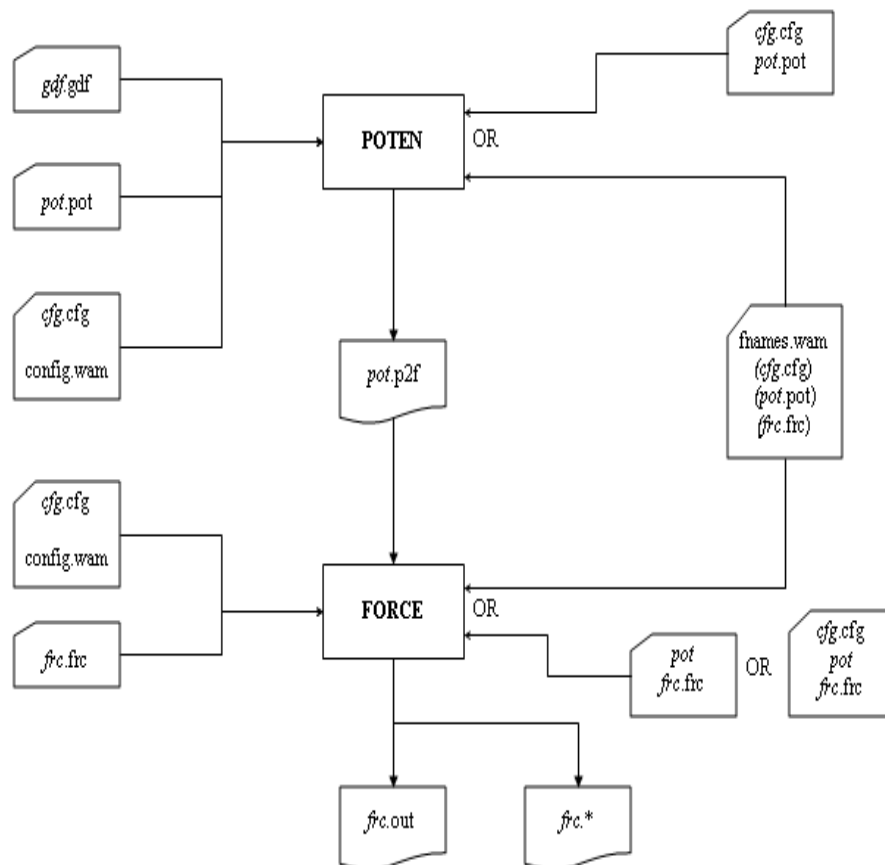 cfg.cfg
pot.pot
gdf.gdf
POTEN
OR
pot.pot
cfg.cfg
config.wam
fnames.wam
(cfg.cfg)
(pot.pot)
(frc.frc)
pot.p2f
cfg.cfg
config.wam
FORCE
OR
frc.frc
pot
frc.frc
OR
cfg.cfg
pot
frc.frc
frc.out
frc.*